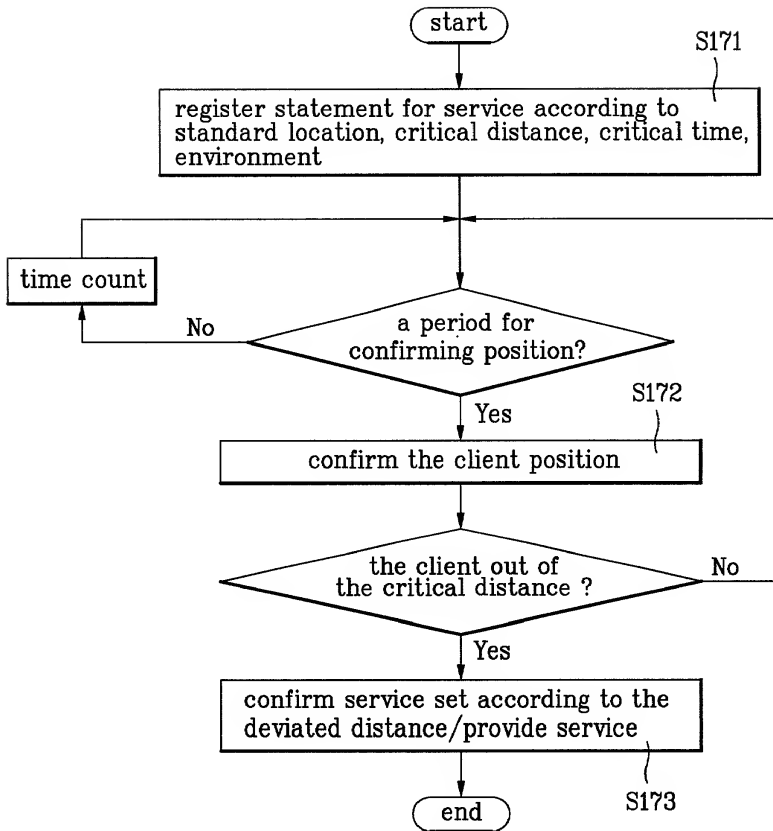 start
S171
register statement for service according to
standard location, critical distance, critical time,
environment
time count
No
a period for
confirming position?
Yes
S172
confirm the client position
the client out of
the critical distance ?
No
Yes
confirm service set according to the
deviated distance/provide service
S173
end